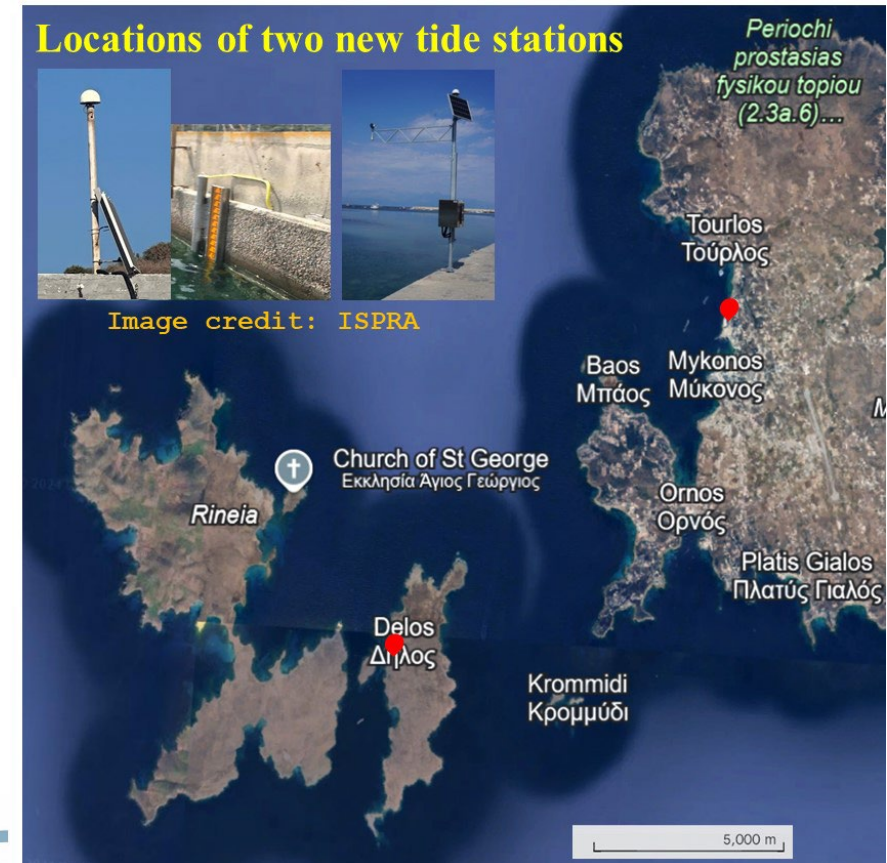 Locations of two new tide stations
Periochi
prostasias
fysikou topiou
(2.3a.6)...
Image credit: ISPRA
Tourlos
Τούρλος
Baos
Μπάος
Mykonos
Μύκονος
M
Church of St George
Εκκλησία Άγιος Γεώργιος
Rineia
Ornos
Ορνός
Platis Gialos
Πλατύς Γιαλός
Delos
Δήλος
Krommidi
Κρομμύδι
5,000 m